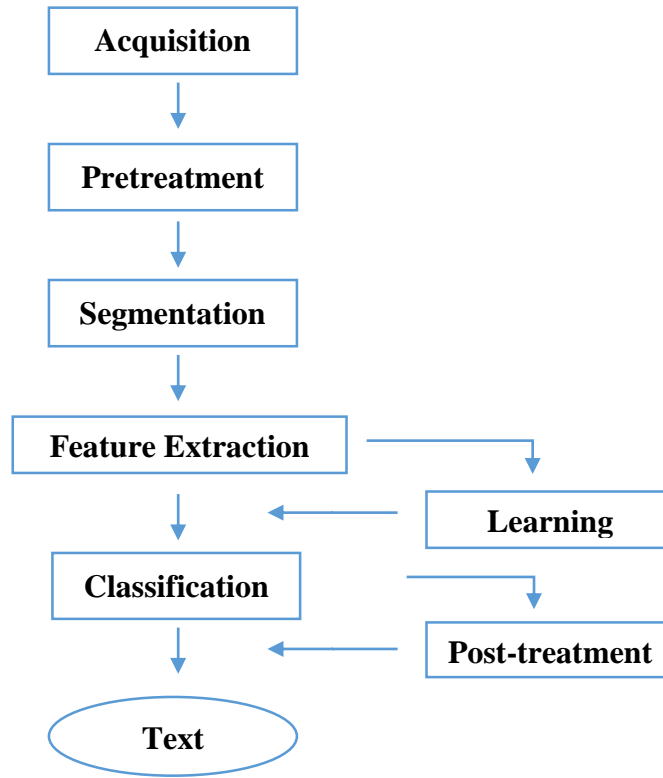 Acquisition
Pretreatment
Segmentation
Feature Extraction
Learning
Classification
Post-treatment
Text